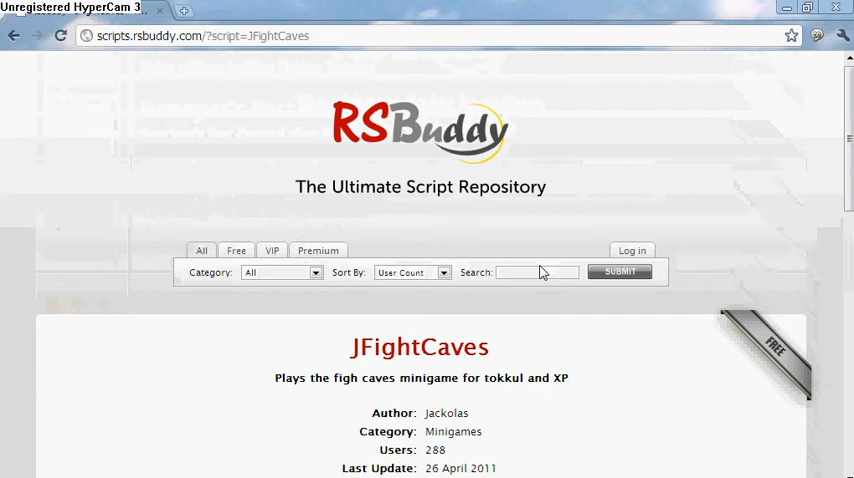 Unregistered HyperCam 3
scripts.rsbuddy.com/?script=JFightCaves
RSBuddy
The Ultimate Script Repository
All Free VIP Premium Log in
Category: All Sort By: User Count Search: SUBMIT
JFightCaves
FREE
Plays the figh caves minigame for tokkul and XP
Author: Jackolas
Category: Minigames
Users: 288
Last Update: 26 April 2011